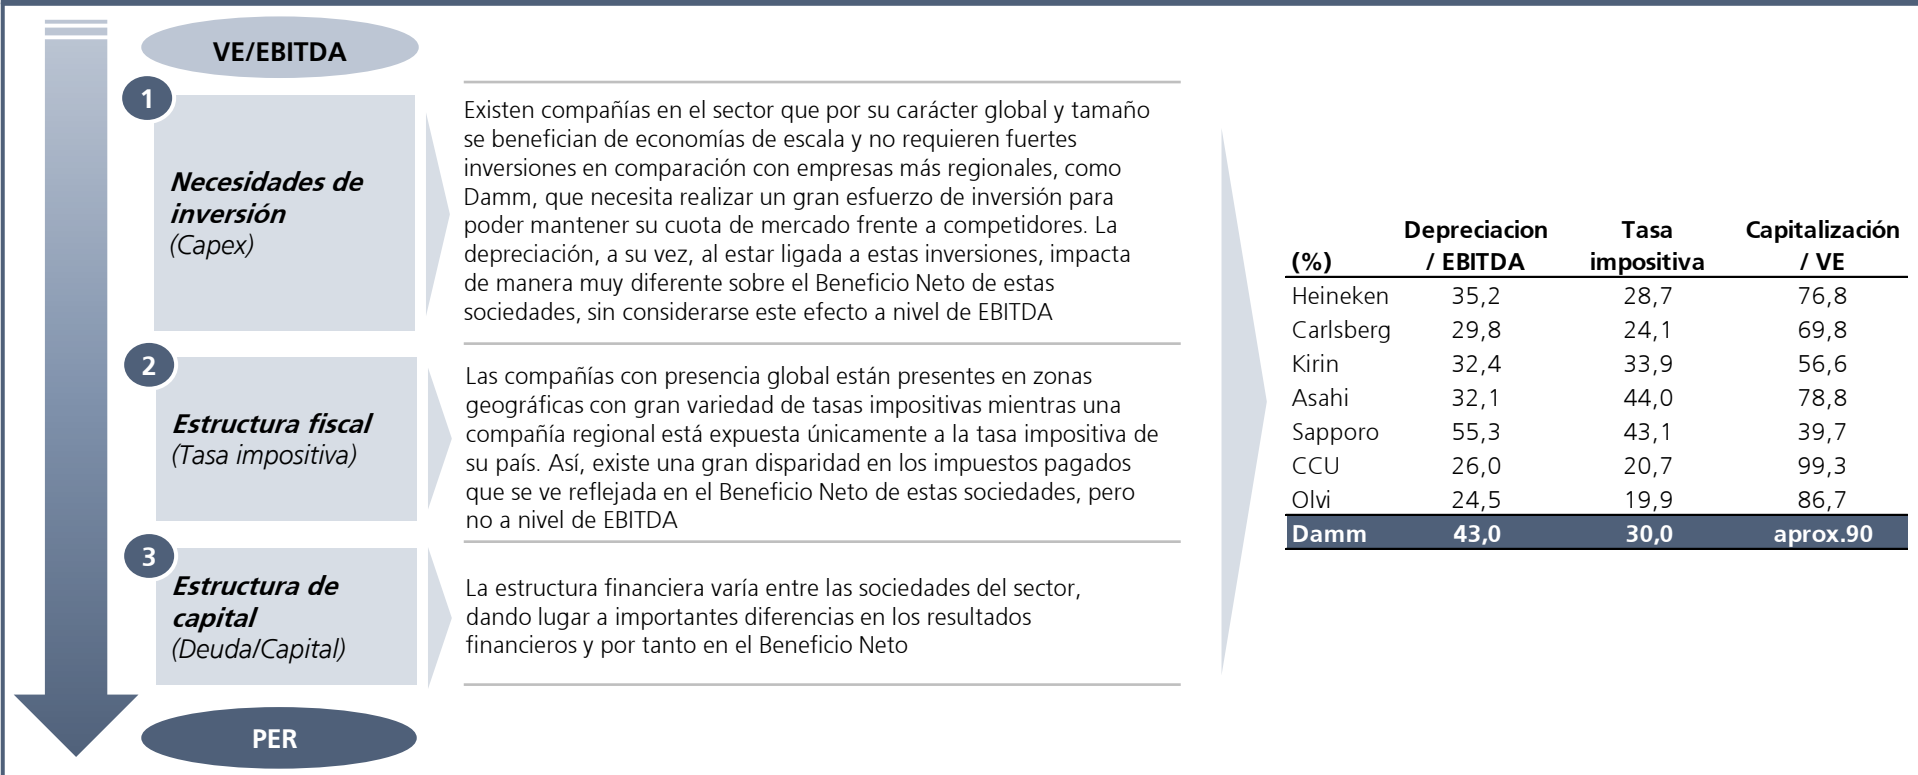 VE/EBITDA
1
Necesidades de
inversión
(Capex)
Existen compañías en el sector que por su carácter global y tamaño
se benefician de economías de escala y no requieren fuertes
inversiones en comparación con empresas más regionales, como
Damm, que necesita realizar un gran esfuerzo de inversión para
poder mantener su cuota de mercado frente a competidores. La
depreciación, a su vez, al estar ligada a estas inversiones, impacta
de manera muy diferente sobre el Beneficio Neto de estas
sociedades, sin considerarse este efecto a nivel de EBITDA
2
Estructura fiscal
(Tasa impositiva)
Las compañías con presencia global están presentes en zonas
geográficas con gran variedad de tasas impositivas mientras una
compañía regional está expuesta únicamente a la tasa impositiva de
su país. Así, existe una gran disparidad en los impuestos pagados
que se ve reflejada en el Beneficio Neto de estas sociedades, pero
no a nivel de EBITDA
3
Estructura de
capital
(Deuda/Capital)
La estructura financiera varía entre las sociedades del sector,
dando lugar a importantes diferencias en los resultados
financieros y por tanto en el Beneficio Neto
PER
Depreciacion Tasa Capitalización
(%) / EBITDA impositiva / VE
Heineken 35,2 28,7 76,8
Carlsberg 29,8 24,1 69,8
Kirin 32,4 33,9 56,6
Asahi 32,1 44,0 78,8
Sapporo 55,3 43,1 39,7
CCU 26,0 20,7 99,3
Olvi 24,5 19,9 86,7
Damm 43,0 30,0 aprox.90